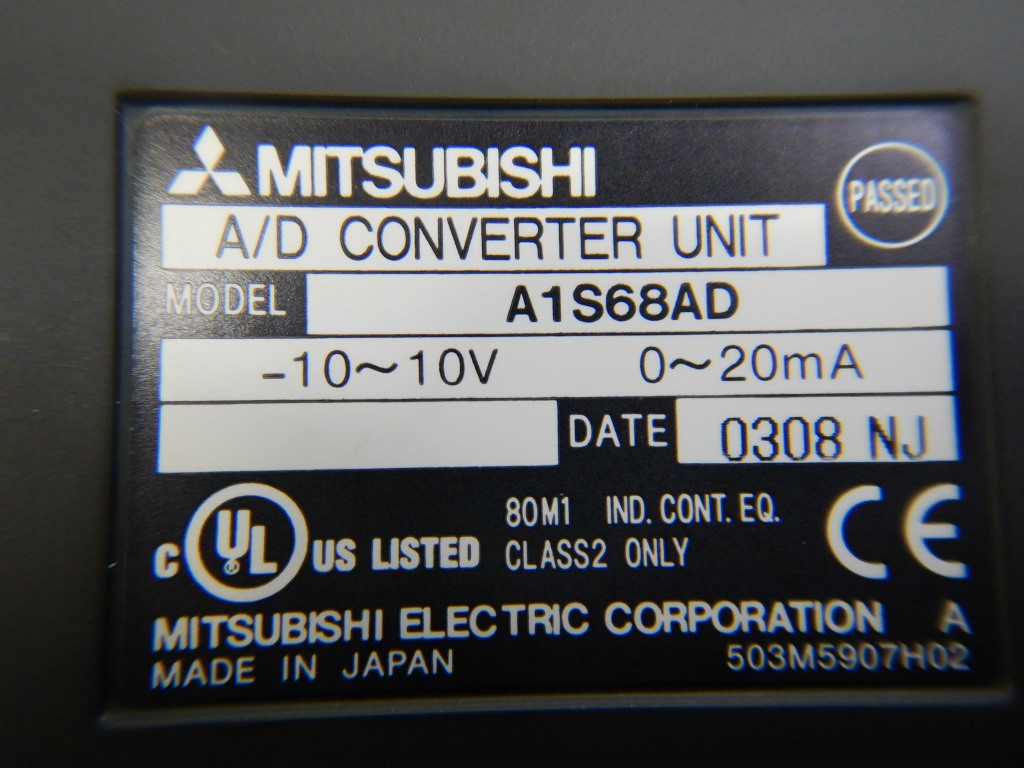 MITSUBISHI
PASSED
A/D CONVERTER UNIT
MODEL A1S68AD
-10～10V 0～20mA
DATE 0308 NJ
C UL US LISTED
80M1 IND. CONT. EQ.
CLASS2 ONLY
CE
MITSUBISHI ELECTRIC CORPORATION A
MADE IN JAPAN 503M5907H02